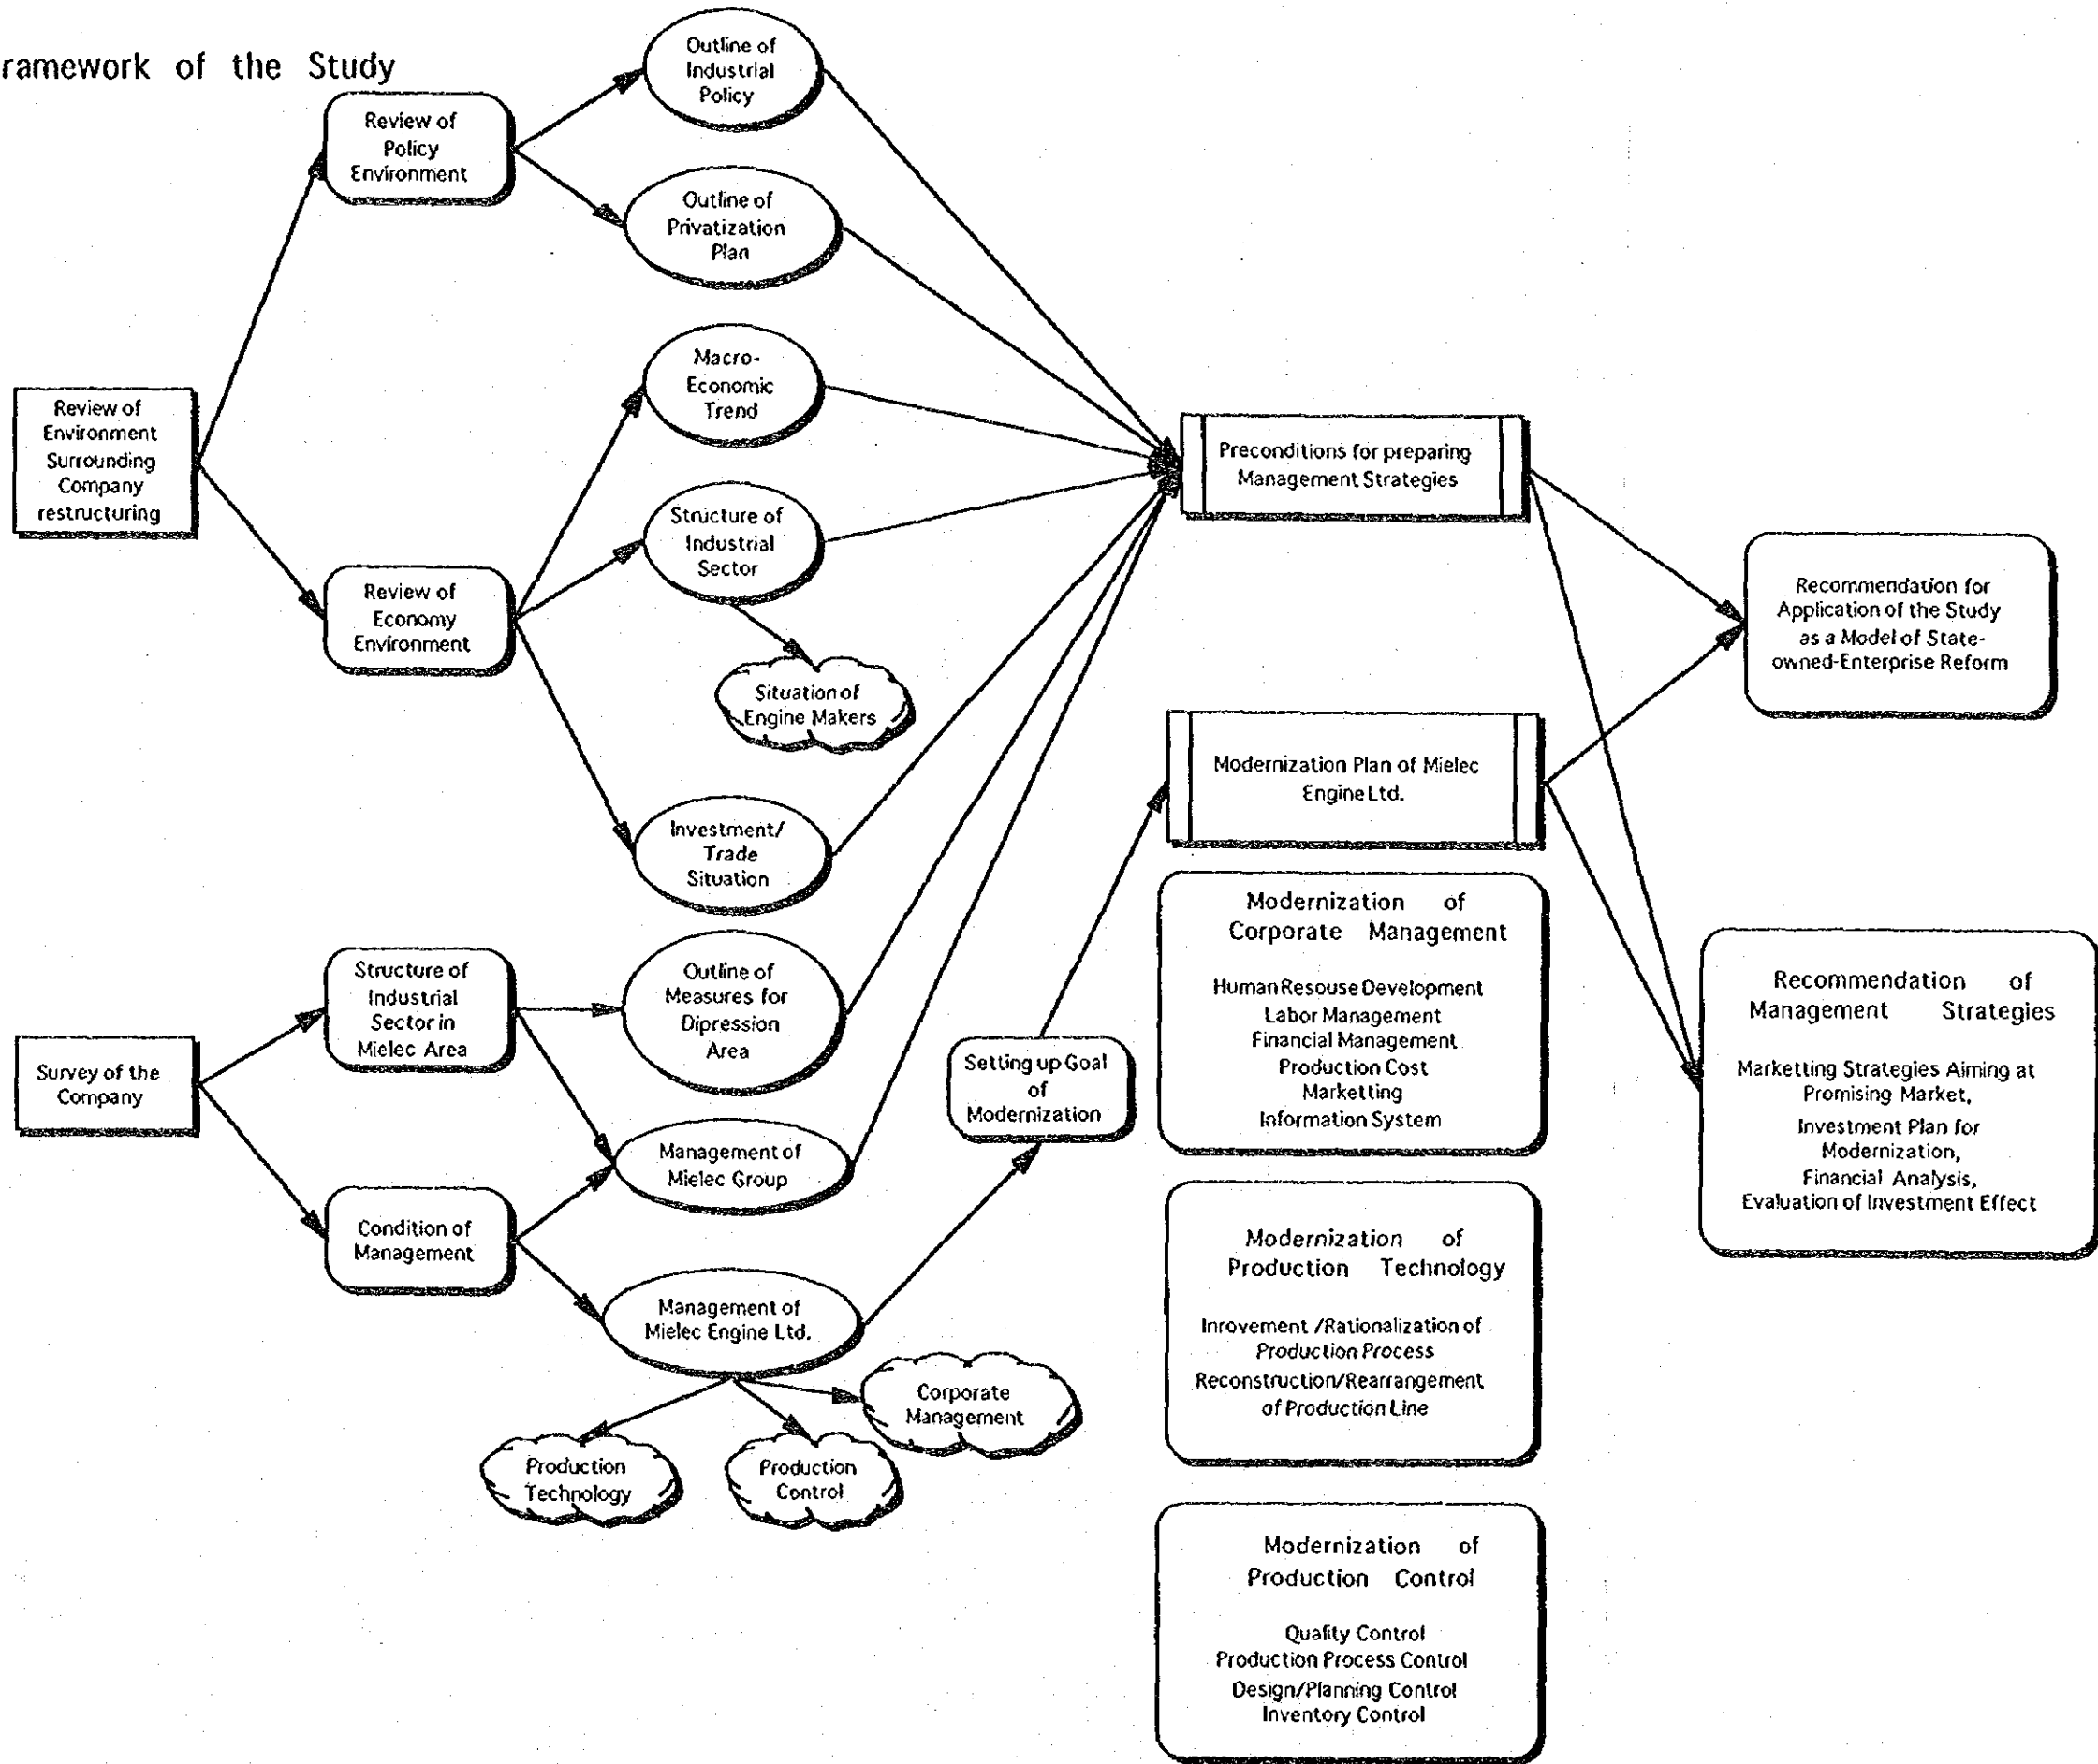 ramework of the Study
Outline of
Industrial
Policy
Review of
Policy
Environment
Outline of
Privatization
Plan
Macro-
Economic
Trend
Review of
Environment
Surrounding
Company
restructuring
Structure of
Industrial
Sector
Review of
Economy
Environment
Situation of
Engine Makers
Investment/
Trade
Situation
Preconditions for preparing
Management Strategies
Recommendation for
Application of the Study
as a Model of State-
owned-Enterprise Reform
Modernization Plan of Mielec
Engine Ltd.
Structure of
Industrial
Sector in
Mielec Area
Outline of
Measures for
Dipression
Area
Survey of the
Company
Setting up Goal
of
Modernization
Management of
Mielec Group
Condition of
Management
Management of
Mielec Engine Ltd.
Corporate
Management
Production
Technology
Production
Control
Modernization of
Corporate Management
Human Resouse Development
Labor Management
Financial Management
Production Cost
Marketting
Information System
Modernization of
Production Technology
Inrovement /Rationalization of
Production Process
Reconstruction/Rearrangement
of Production Line
Modernization of
Production Control
Quality Control
Production Process Control
Design/Planning Control
Inventory Control
Recommendation of
Management Strategies
Marketting Strategies Aiming at
Promising Market,
Investment Plan for
Modernization,
Financial Analysis,
Evaluation of Investment Effect